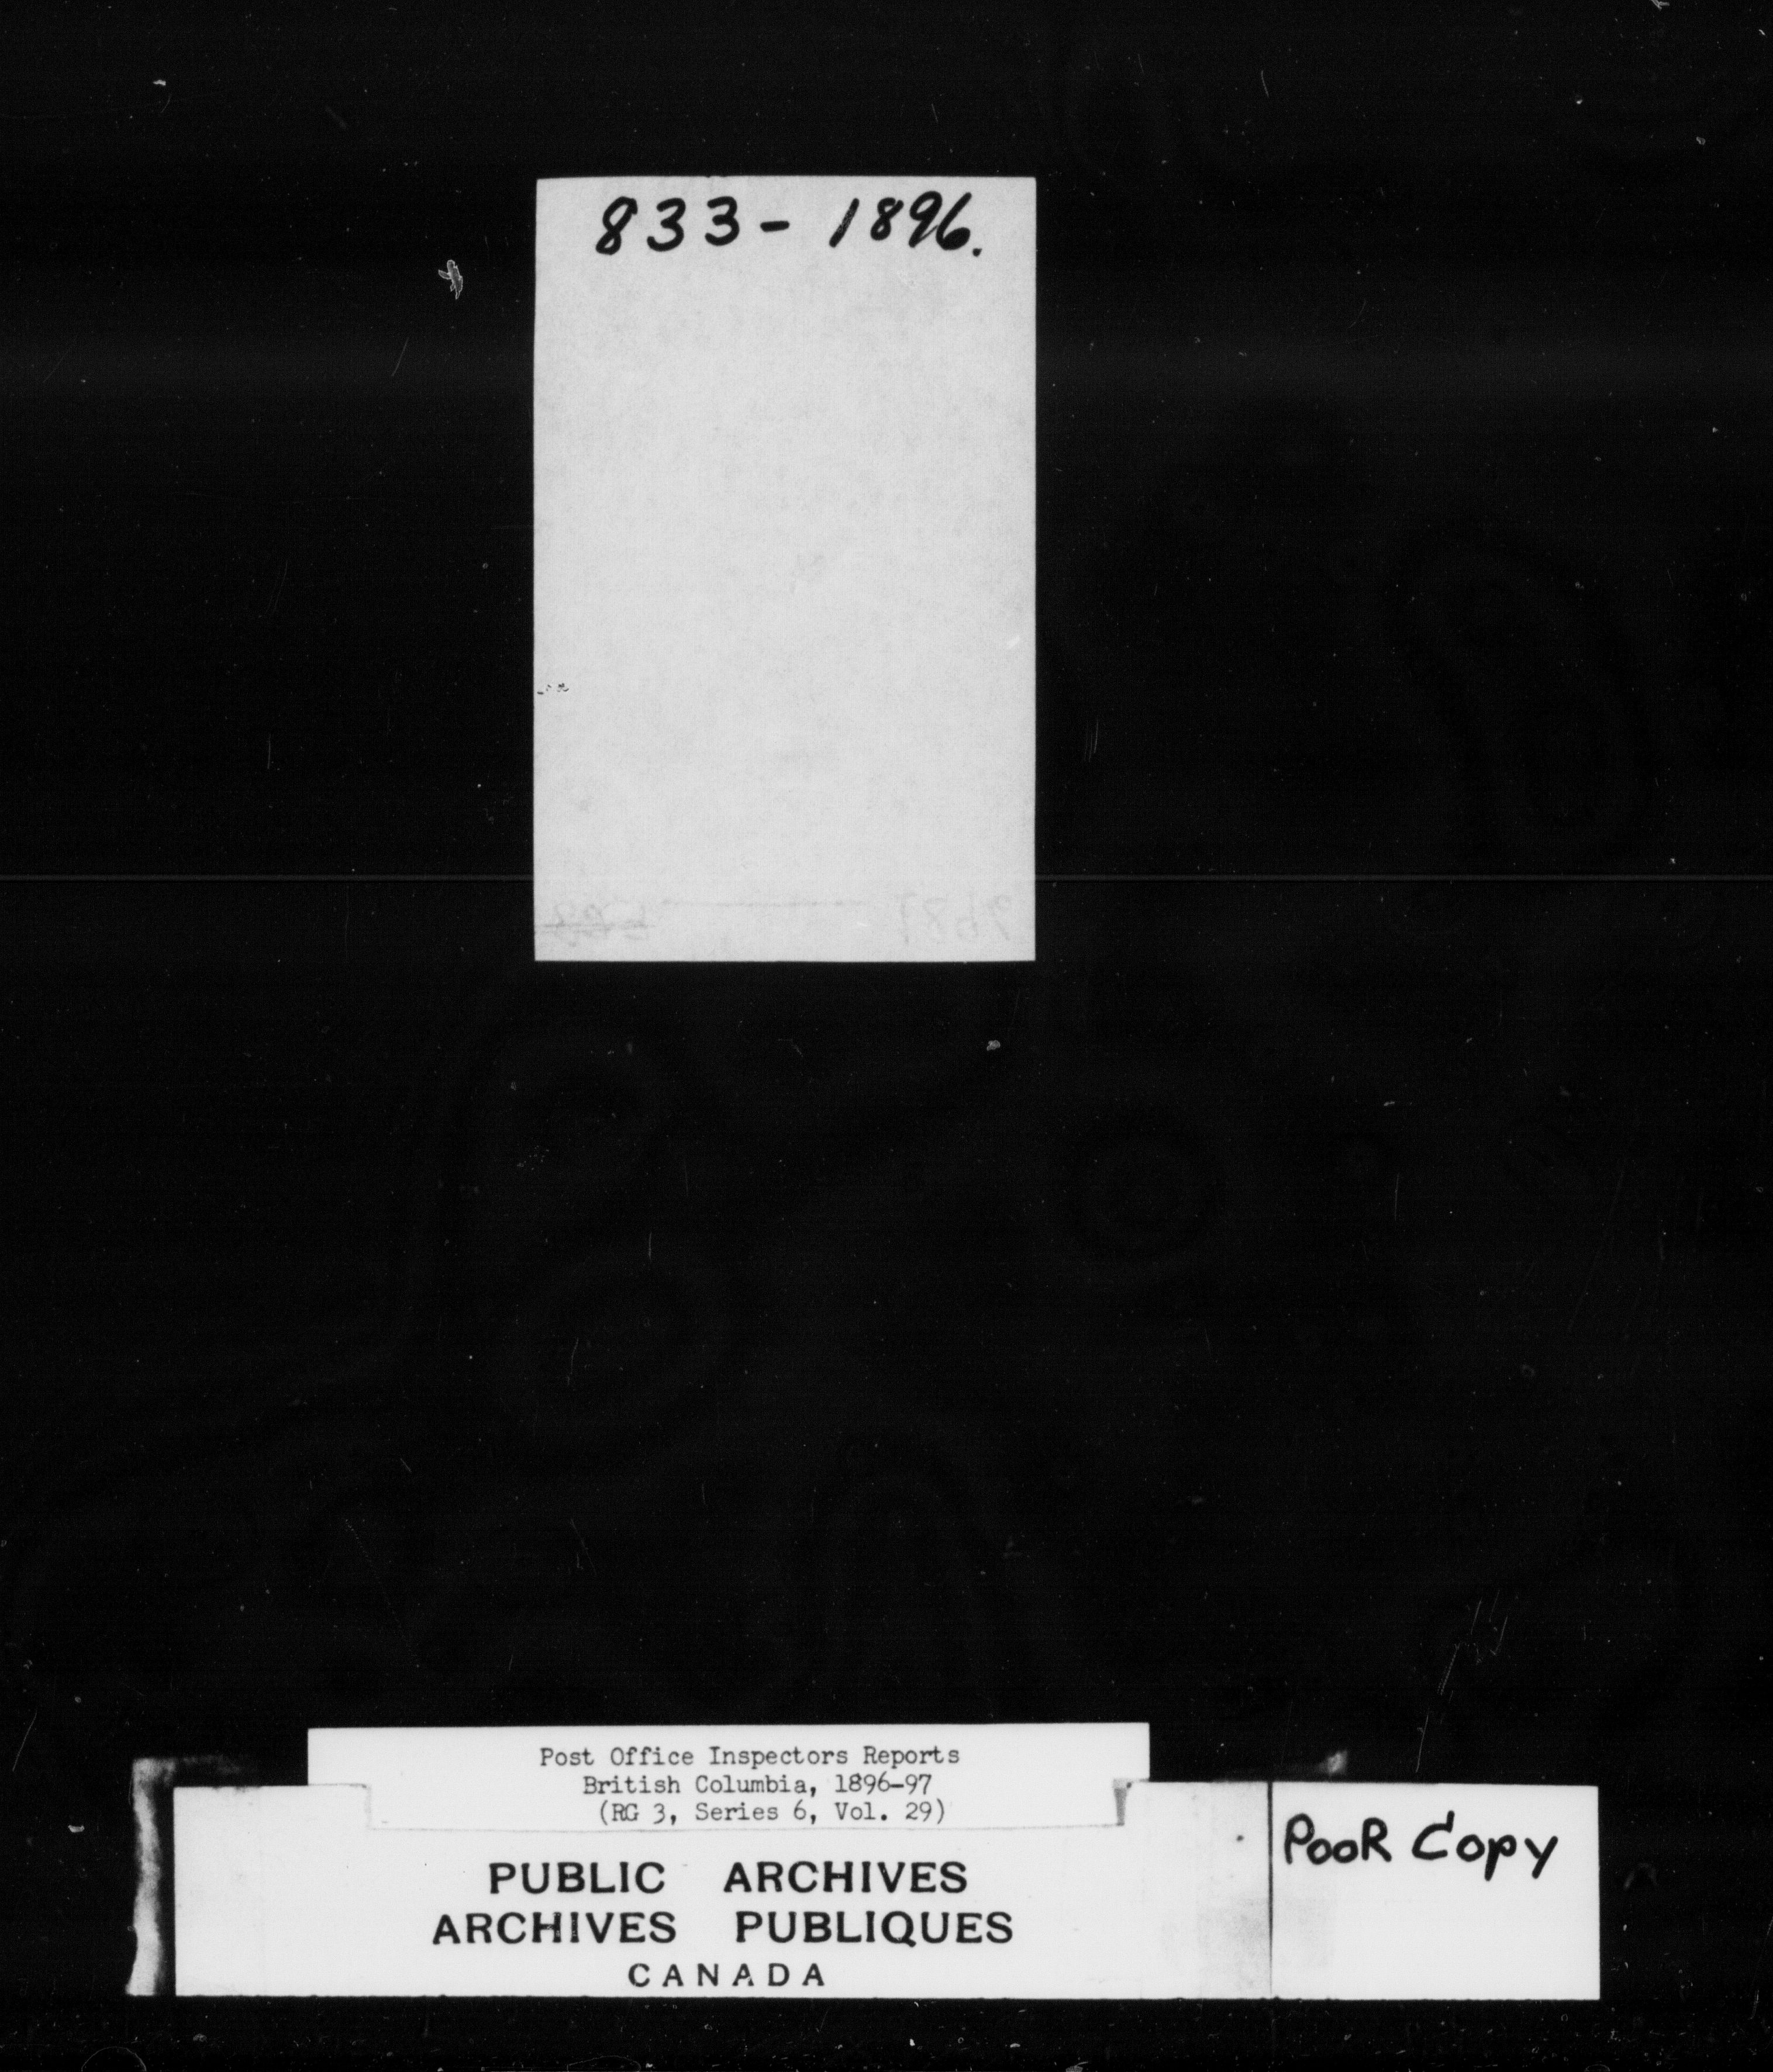 833 - 1896.
Post Office Inspectors Reports
British Columbia, 1896-97
(RG 3, Series 6, Vol. 29)
PUBLIC ARCHIVES
ARCHIVES PUBLIQUES
CANADA
POOR COPY